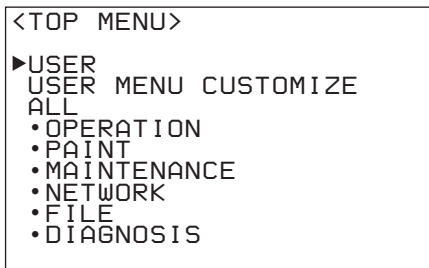 <TOP MENU>
▶USER
USER MENU CUSTOMIZE
ALL
•OPERATION
•PAINT
•MAINTENANCE
•NETWORK
•FILE
•DIAGNOSIS